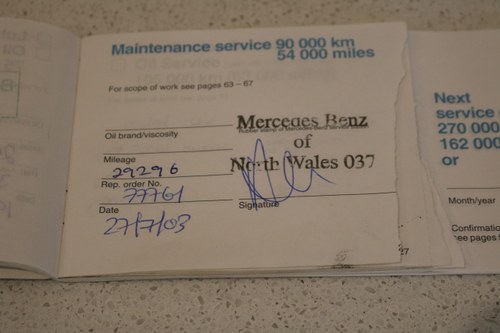 Maintenance service 90 000 km
54 000 miles
For scope of work see pages 63 – 67
Oil brand/viscosity
Mercedes Benz
of
North Wales 037
Mileage
29296
Rep. order No.
77761
Date
27/7/03
Signature
27
Next
service
270 000
162 000
or
Month/year
Confirmatio
see pages